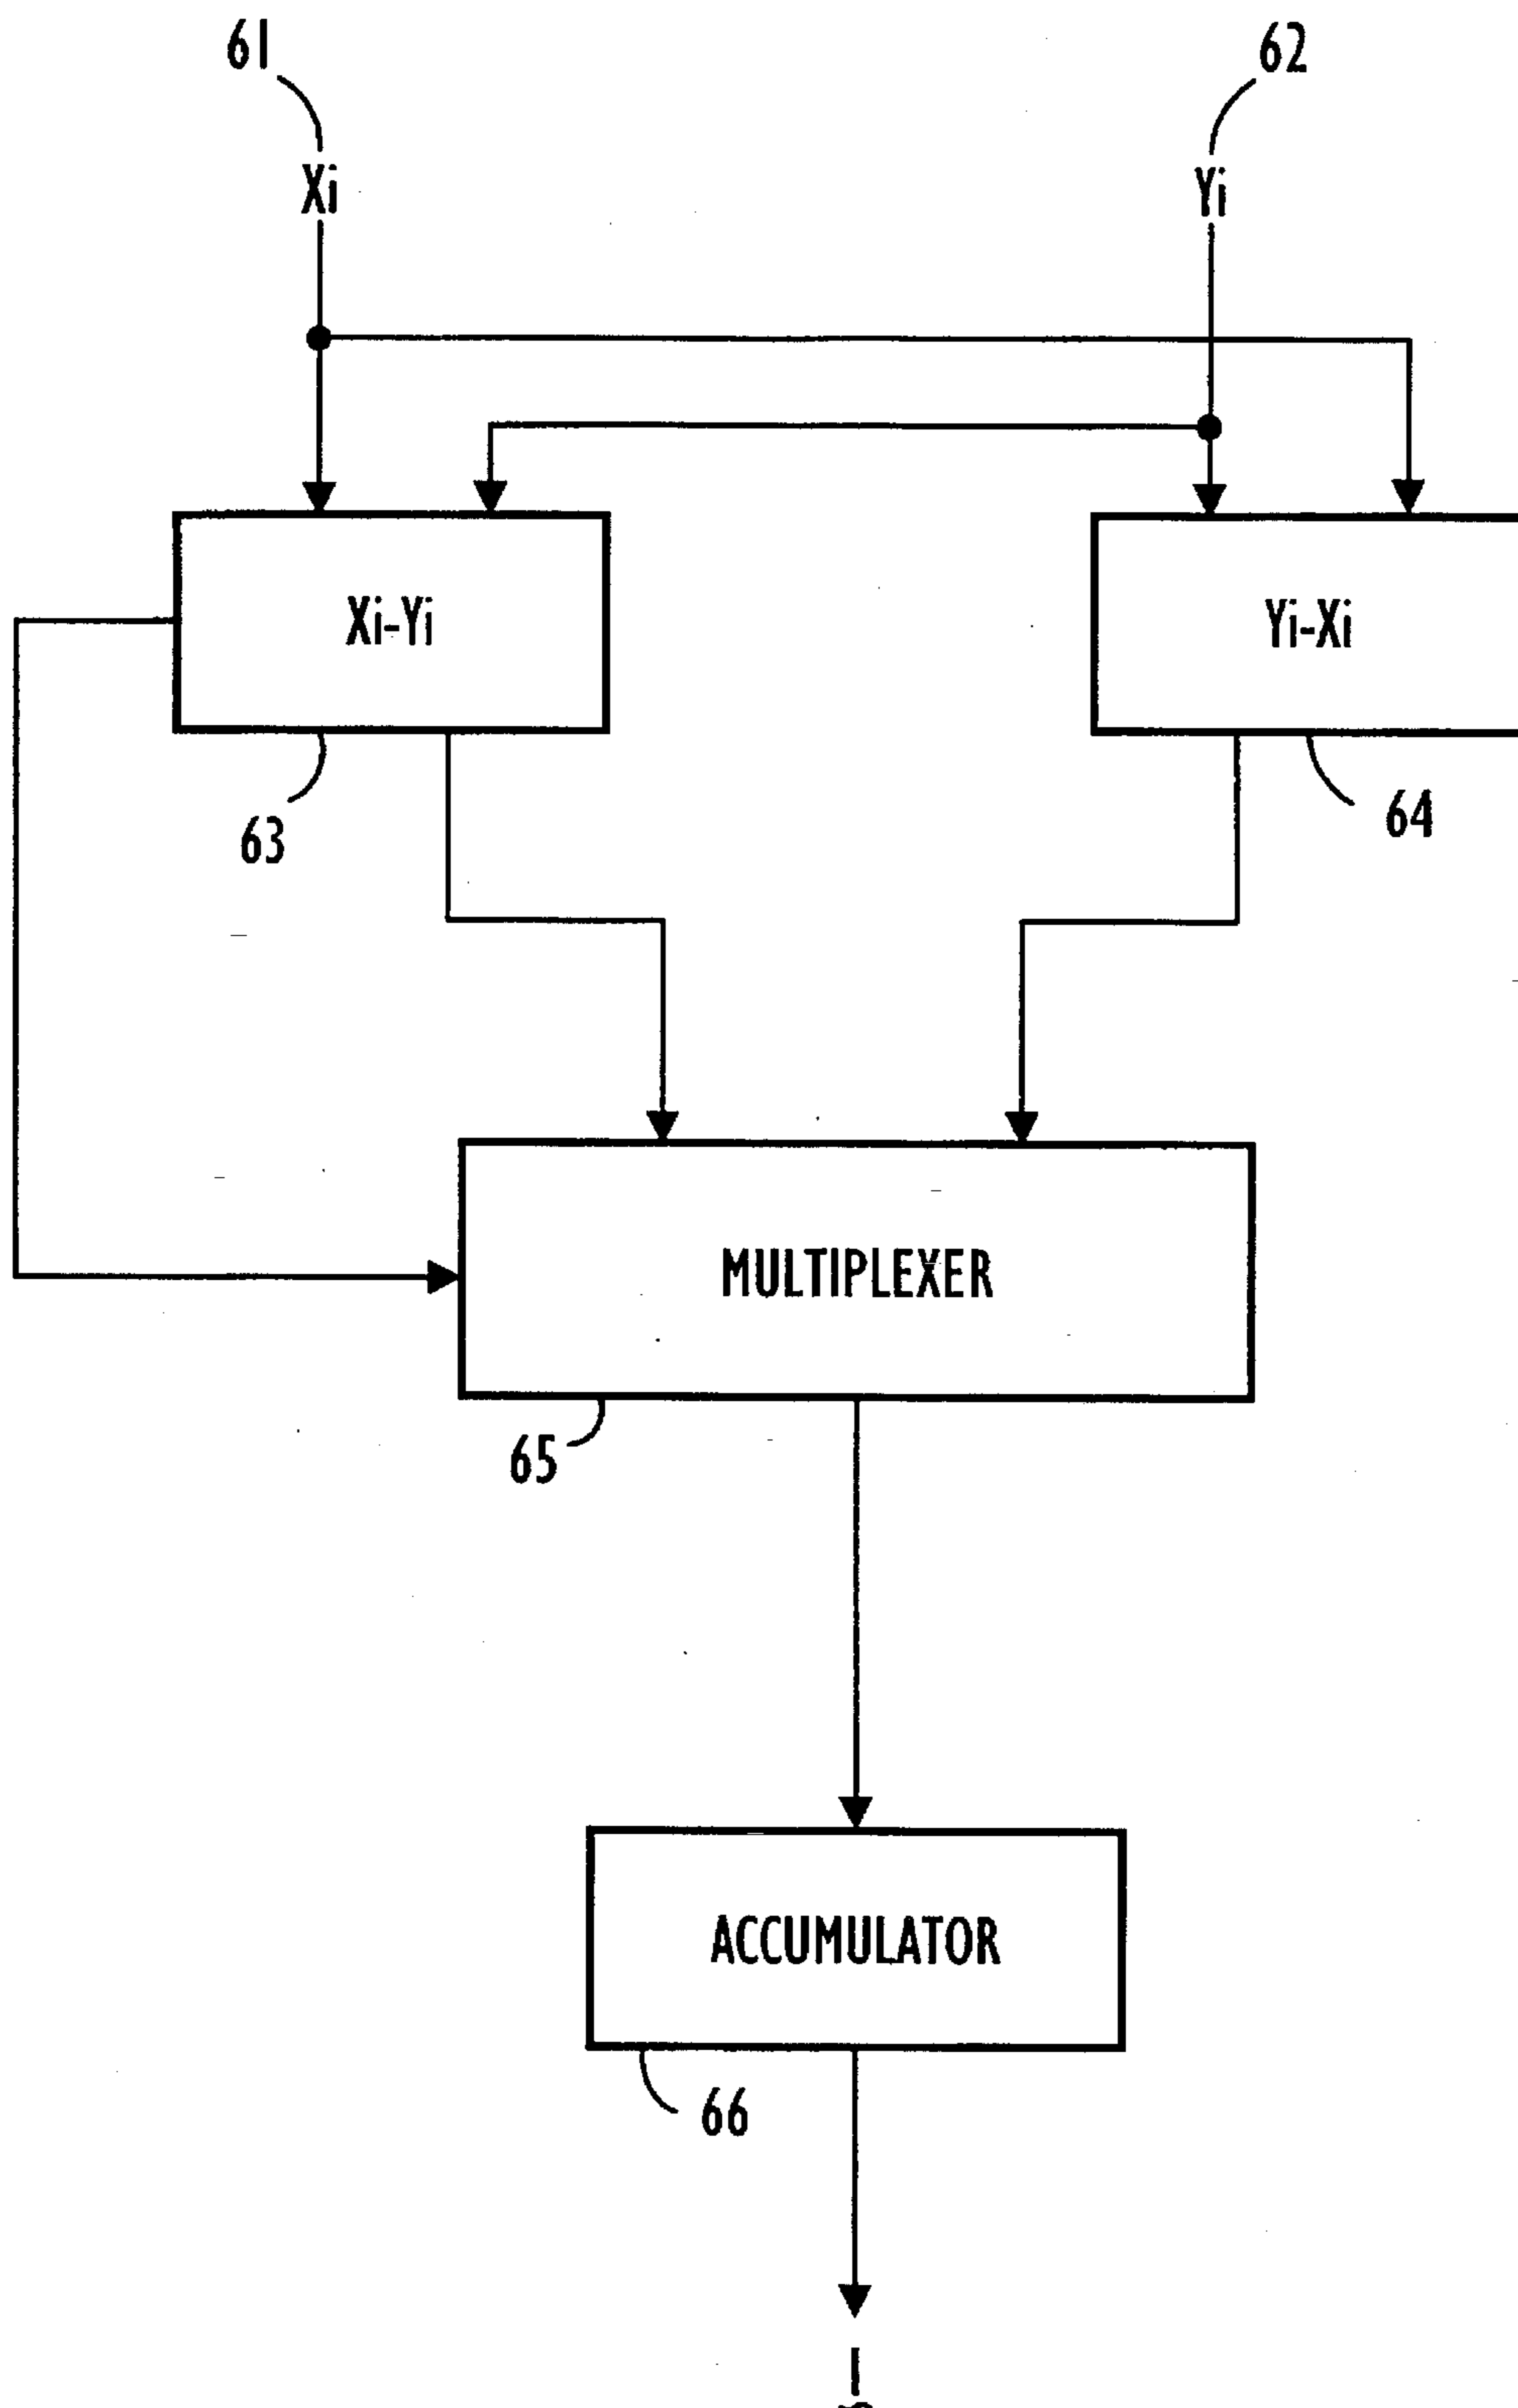 61
62
Xi
Yi
Xi-Yi
Yi-Xi
63
64
MULTIPLEXER
65
ACCUMULATOR
66